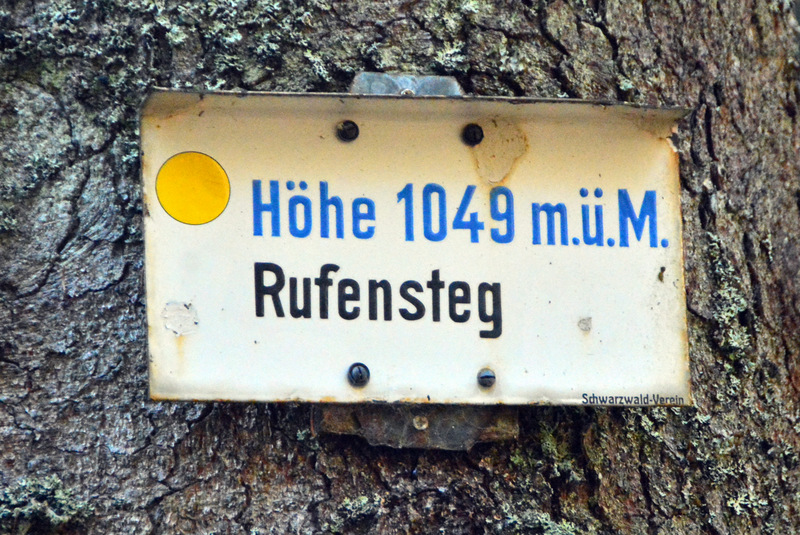 Höhe 1049 m.ü.M.
Rufensteg
Schwarzwald-Verein